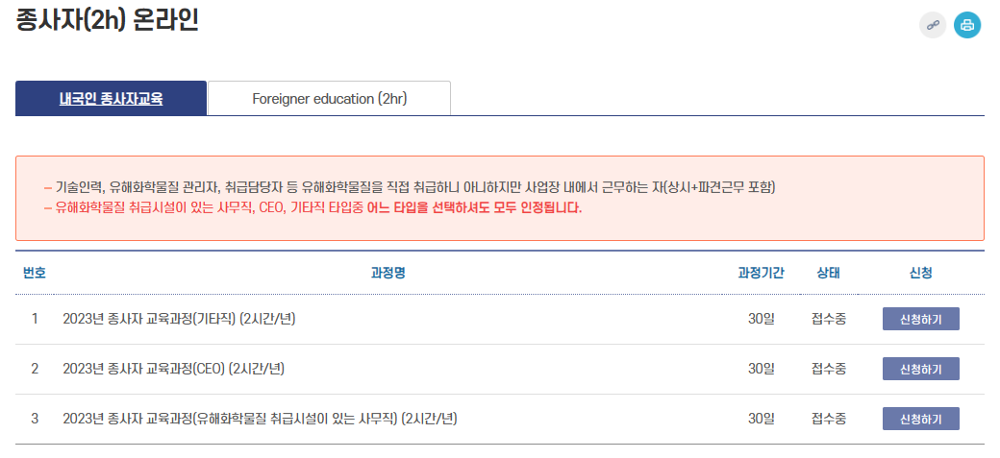 종사자(2h) 온라인
내국인 종사자교육
Foreigner education (2hr)
– 기술인력, 유해화학물질 관리자, 취급담당자 등 유해화학물질을 직접 취급하니 아니하지만 사업장 내에서 근무하는 자(상시+파견근무 포함)
– 유해화학물질 취급시설이 있는 사무직, CEO, 기타직 타입중 어느 타입을 선택하셔도 모두 인정됩니다.
번호 과정명 과정기간 상태 신청
1 2023년 종사자 교육과정(기타직) (2시간/년) 30일 접수중 신청하기
2 2023년 종사자 교육과정(CEO) (2시간/년) 30일 접수중 신청하기
3 2023년 종사자 교육과정(유해화학물질 취급시설이 있는 사무직) (2시간/년) 30일 접수중 신청하기